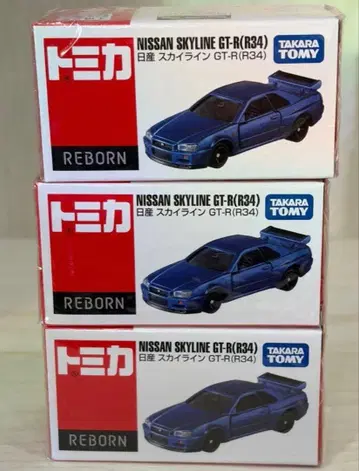 トミカ
NISSAN SKYLINE GT-R(R34)
日産 スカイライン GT-R(R34)
TAKARA
TOMY
REBORN
トミカ
NISSAN SKYLINE GT-R(R34)
日産 スカイライン GT-R(R34)
TAKARA
TOMY
REBORN
トミカ
NISSAN SKYLINE GT-R(R34)
日産 スカイライン GT-R(R34)
TAKARA
TOMY
REBORN